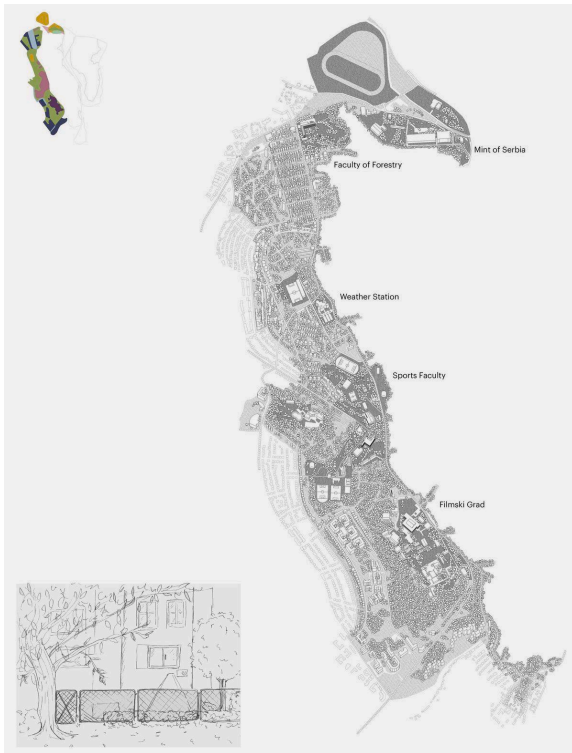 Mint of Serbia
Faculty of Forestry
Weather Station
Sports Faculty
Filmski Grad